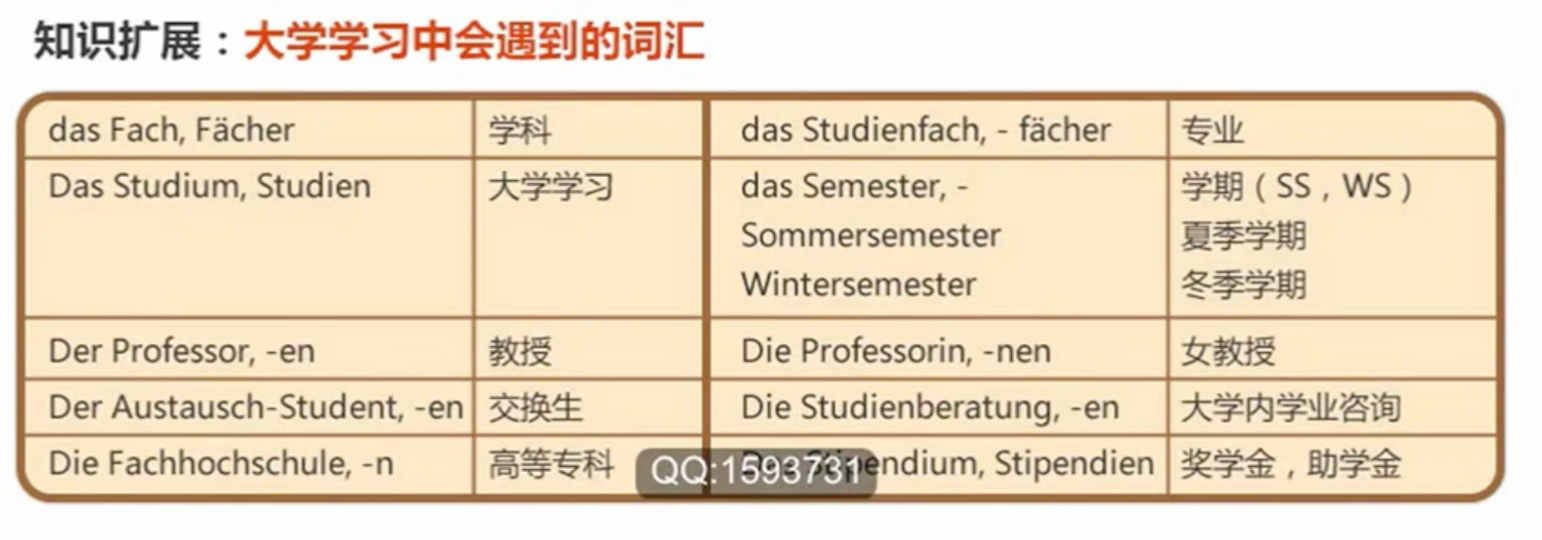 知识扩展：大学学习中会遇到的词汇
das Fach, Fächer 学科 das Studienfach, - fächer 专业
Das Studium, Studien 大学学习 das Semester, - 学期（SS，WS）
Sommersemester 夏季学期
Wintersemester 冬季学期
Der Professor, -en 教授 Die Professorin, -nen 女教授
Der Austausch-Student, -en 交换生 Die Studienberatung, -en 大学内学业咨询
Die Fachhochschule, -n 高等专科 Das Stipendium, Stipendien 奖学金，助学金
QQ:1593731